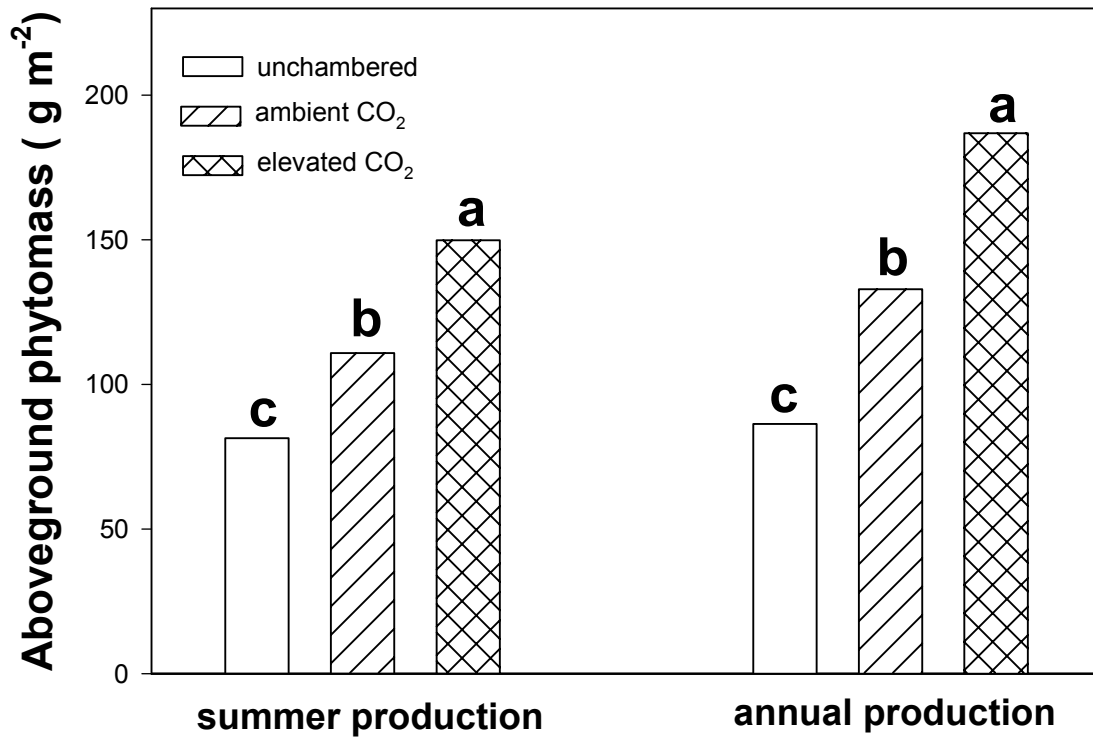 Aboveground phytomass ( g m⁻²)
200
150
100
50
0
unchambered
ambient CO₂
elevated CO₂
c
b
a
c
b
a
summer production
annual production